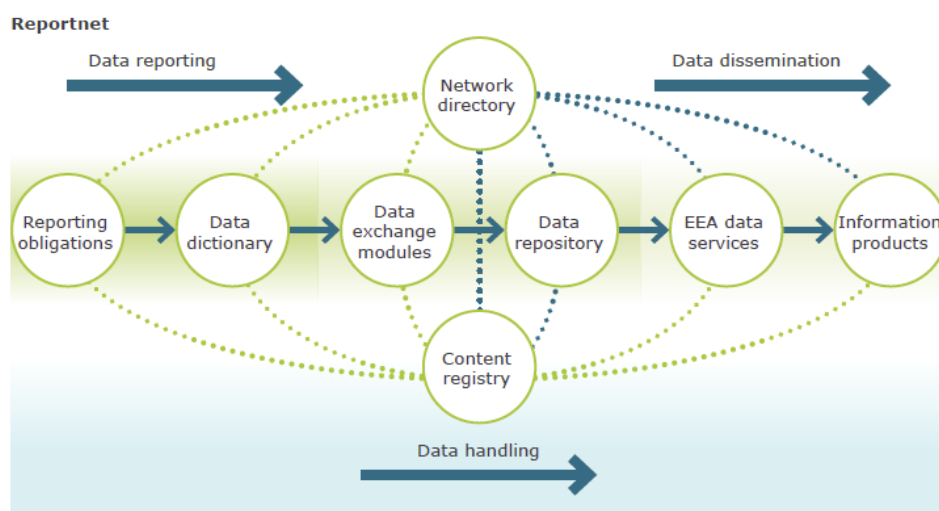 Reportnet
Data reporting
Data dissemination
Network
directory
Reporting
obligations
Data
dictionary
Data
exchange
modules
Data
repository
EEA data
services
Information
products
Content
registry
Data handling